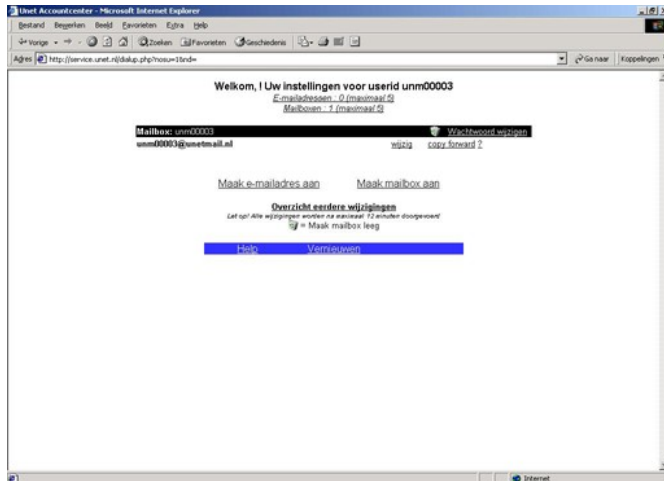 Unet Accountcenter - Microsoft Internet Explorer
Bestand Bewerken Beeld Favorieten Extra Help
Vorige Zoeken Favorieten Geschiedenis
Adres http://service.unet.nl/dialup.php?nosu=1&nd= Ga naar Koppelingen
Welkom, ! Uw instellingen voor userid unm00003
E-mailadressen : 0 (maximaal 5)
Mailboxen : 1 (maximaal 5)
Mailbox: unm00003 Wachtwoord wijzigen
unm00003@unetmail.nl wijzig copy forward ?
Maak e-mailadres aan Maak mailbox aan
Overzicht eerdere wijzigingen
Let op! Alle wijzigingen worden na maximaal 12 minuten doorgevoerd
= Maak mailbox leeg
Help Vernieuwen
Internet